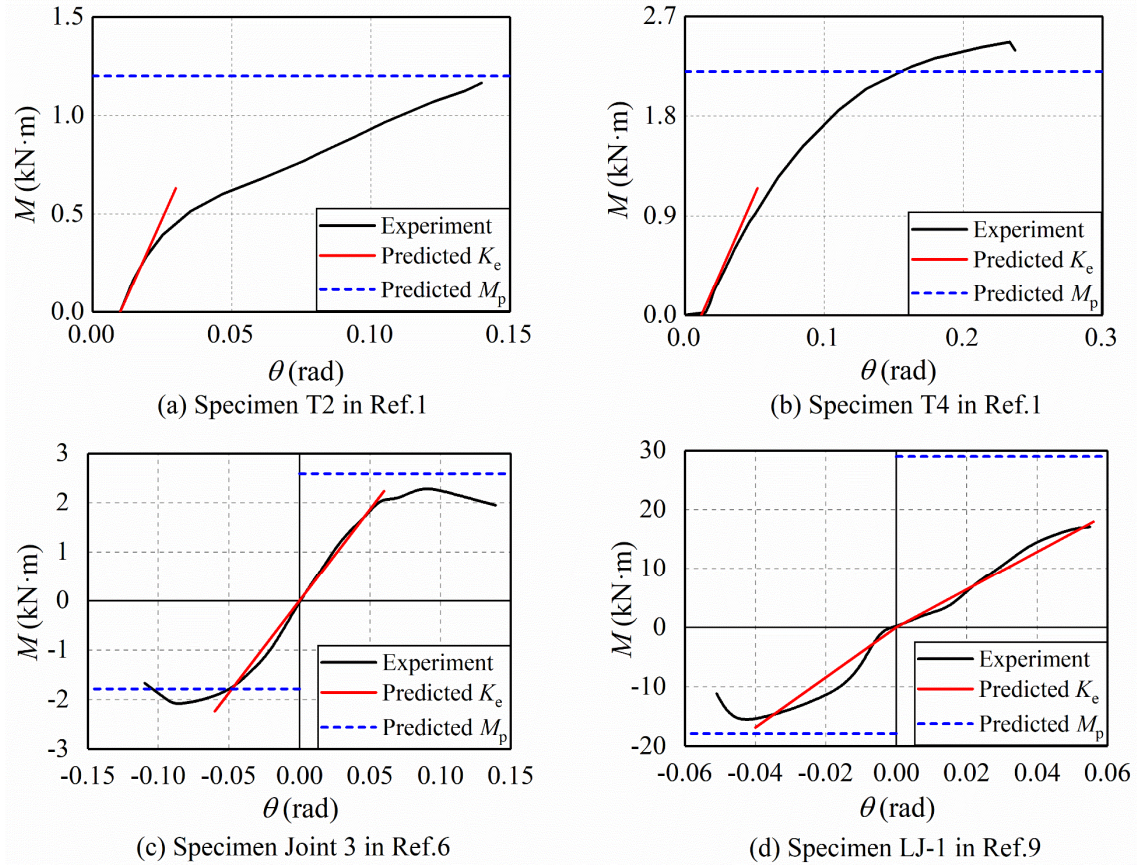 1.5
1.0
0.5
0.0
M (kN·m)
Experiment
Predicted Ke
Predicted Mp
0.00 0.05 0.10 0.15
θ (rad)
(a) Specimen T2 in Ref.1
2.7
1.8
0.9
0.0
M (kN·m)
Experiment
Predicted Ke
Predicted Mp
0.0 0.1 0.2 0.3
θ (rad)
(b) Specimen T4 in Ref.1
3
2
1
0
-1
-2
-3
M (kN·m)
Experiment
Predicted Ke
Predicted Mp
-0.15 -0.10 -0.05 0.00 0.05 0.10 0.15
θ (rad)
(c) Specimen Joint 3 in Ref.6
30
20
10
0
-10
-20
M (kN·m)
Experiment
Predicted Ke
Predicted Mp
-0.06 -0.04 -0.02 0.00 0.02 0.04 0.06
θ (rad)
(d) Specimen LJ-1 in Ref.9